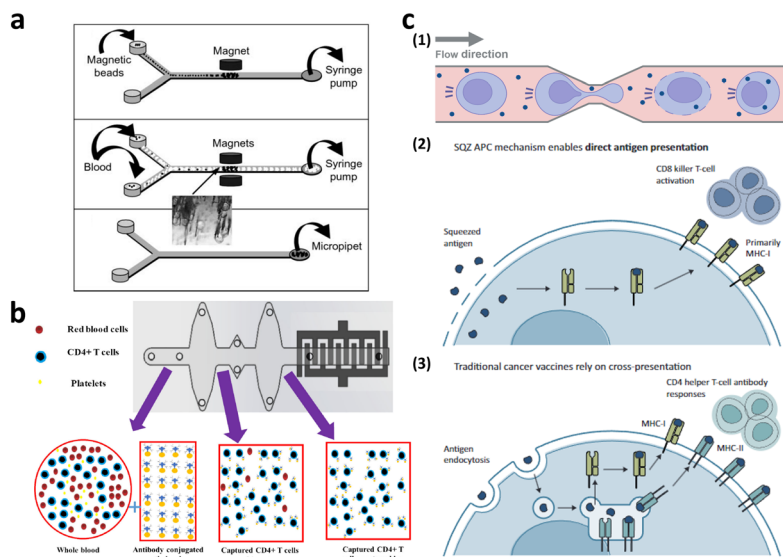 a
Magnetic
beads
Magnet
Syringe
pump
Blood
Magnets
Syringe
pump
Micropipet
b
Red blood cells
CD4+ T cells
Platelets
Whole blood
Antibody conjugated
Captured CD4+ T cells
Captured CD4+ T
c
(1)
Flow direction
(2)
SQZ APC mechanism enables direct antigen presentation
CD8 killer T-cell
activation
Squeezed
antigen
Primarily
MHC-I
(3)
Traditional cancer vaccines rely on cross-presentation
CD4 helper T-cell antibody
responses
MHC-I
MHC-II
Antigen
endocytosis